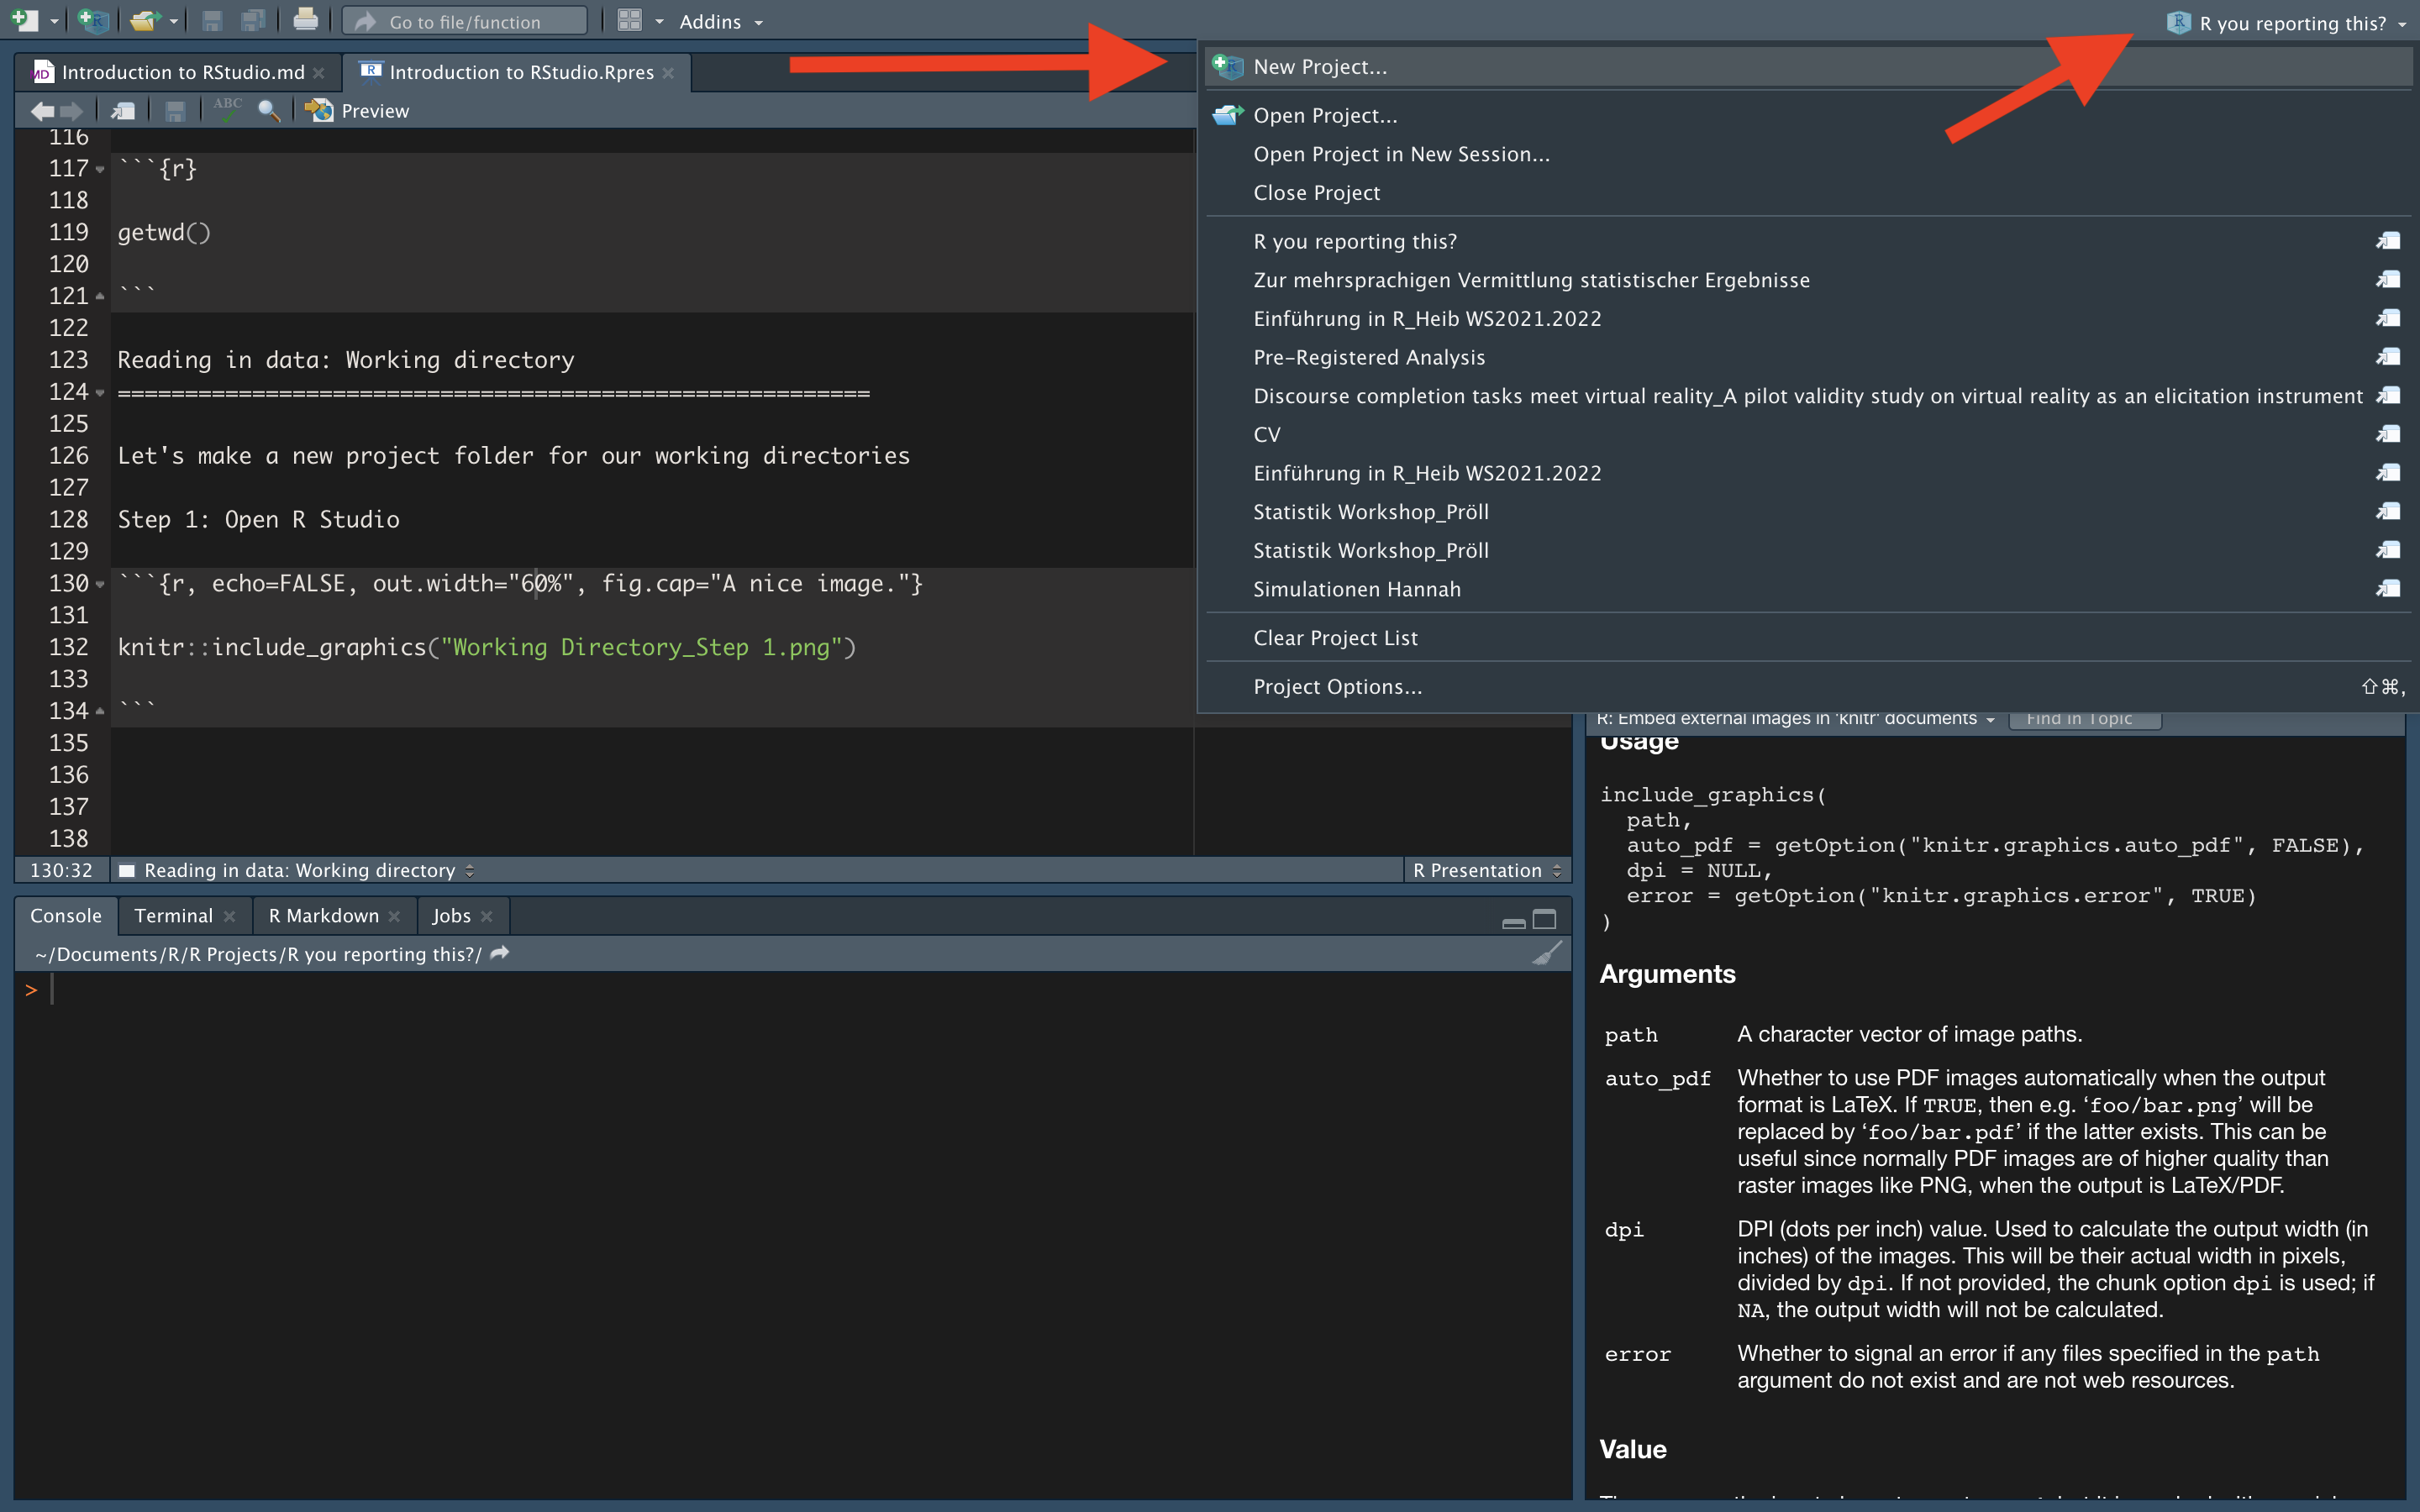 Go to file/function
Addins
R you reporting this?
Introduction to RStudio.md
Introduction to RStudio.Rpres
Preview
116
117 ```{r}
118
119 getwd()
120
121 ```
122
123 Reading in data: Working directory
124 ========================================================
125
126 Let's make a new project folder for our working directories
127
128 Step 1: Open R Studio
129
130 ```{r, echo=FALSE, out.width="60%", fig.cap="A nice image."}
131
132 knitr::include_graphics("Working Directory_Step 1.png")
133
134 ```
135
136
137
138
130:32 Reading in data: Working directory R Presentation
New Project...
Open Project...
Open Project in New Session...
Close Project
R you reporting this?
Zur mehrsprachigen Vermittlung statistischer Ergebnisse
Einführung in R_Heib WS2021.2022
Pre-Registered Analysis
Discourse completion tasks meet virtual reality_A pilot validity study on virtual reality as an elicitation instrument
CV
Einführung in R_Heib WS2021.2022
Statistik Workshop_Pröll
Statistik Workshop_Pröll
Simulationen Hannah
Clear Project List
Project Options... ⇧⌘,
Console Terminal R Markdown Jobs
~/Documents/R/R Projects/R you reporting this?/
>
R: Embed external images in 'knitr' documents Find in Topic
Usage
include_graphics(
path,
auto_pdf = getOption("knitr.graphics.auto_pdf", FALSE),
dpi = NULL,
error = getOption("knitr.graphics.error", TRUE)
)
Arguments
path A character vector of image paths.
auto_pdf Whether to use PDF images automatically when the output
format is LaTeX. If TRUE, then e.g. ‘foo/bar.png’ will be
replaced by ‘foo/bar.pdf’ if the latter exists. This can be
useful since normally PDF images are of higher quality than
raster images like PNG, when the output is LaTeX/PDF.
dpi DPI (dots per inch) value. Used to calculate the output width (in
inches) of the images. This will be their actual width in pixels,
divided by dpi. If not provided, the chunk option dpi is used; if
NA, the output width will not be calculated.
error Whether to signal an error if any files specified in the path
argument do not exist and are not web resources.
Value